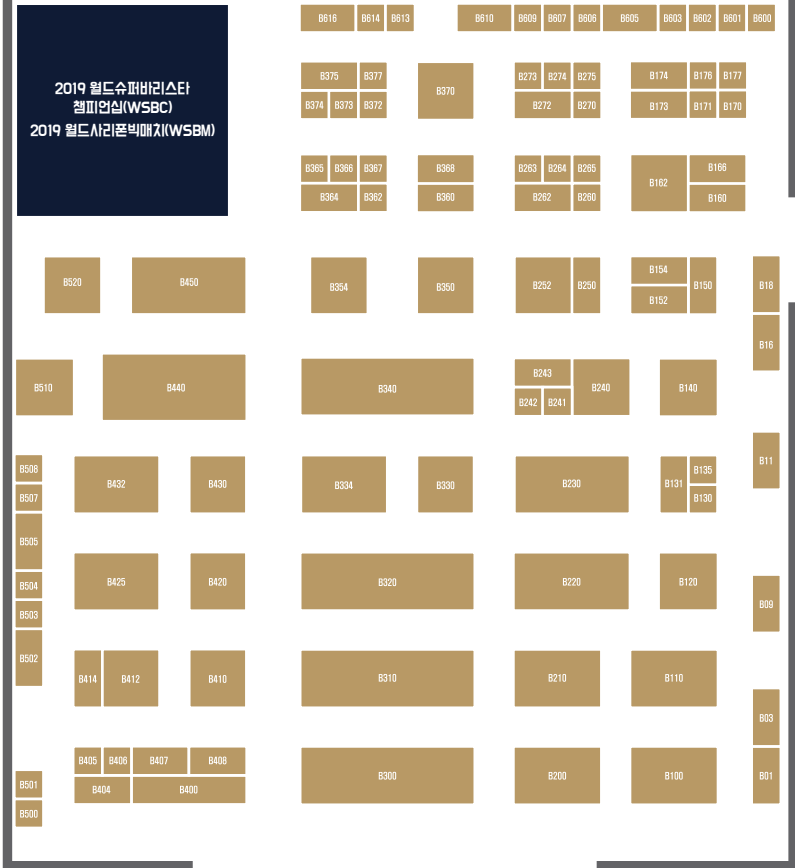 B616 B614 B613 B610 B609 B607 B606 B605 B603 B602 B601 B600
2019 월드슈퍼바리스타
챔피언십(WSBC)
2019 월드사리폰빅매치(WSBM)
B375 B377 B370 B273 B274 B275 B174 B176 B177
B374 B373 B372 B272 B270 B173 B171 B170
B365 B366 B367 B368 B263 B264 B265 B162 B166
B364 B362 B360 B262 B260 B160
B520 B450 B354 B350 B252 B250 B154 B150 B18
B152
B16
B510 B440 B340 B243 B240 B140
B242 B241
B508 B432 B430 B334 B330 B230 B131 B135 B11
B507 B130
B505
B504 B425 B420 B320 B220 B120 B09
B503
B502 B414 B412 B410 B310 B210 B110
B03
B405 B406 B407 B408 B300 B200 B100 B01
B501 B404 B400
B500